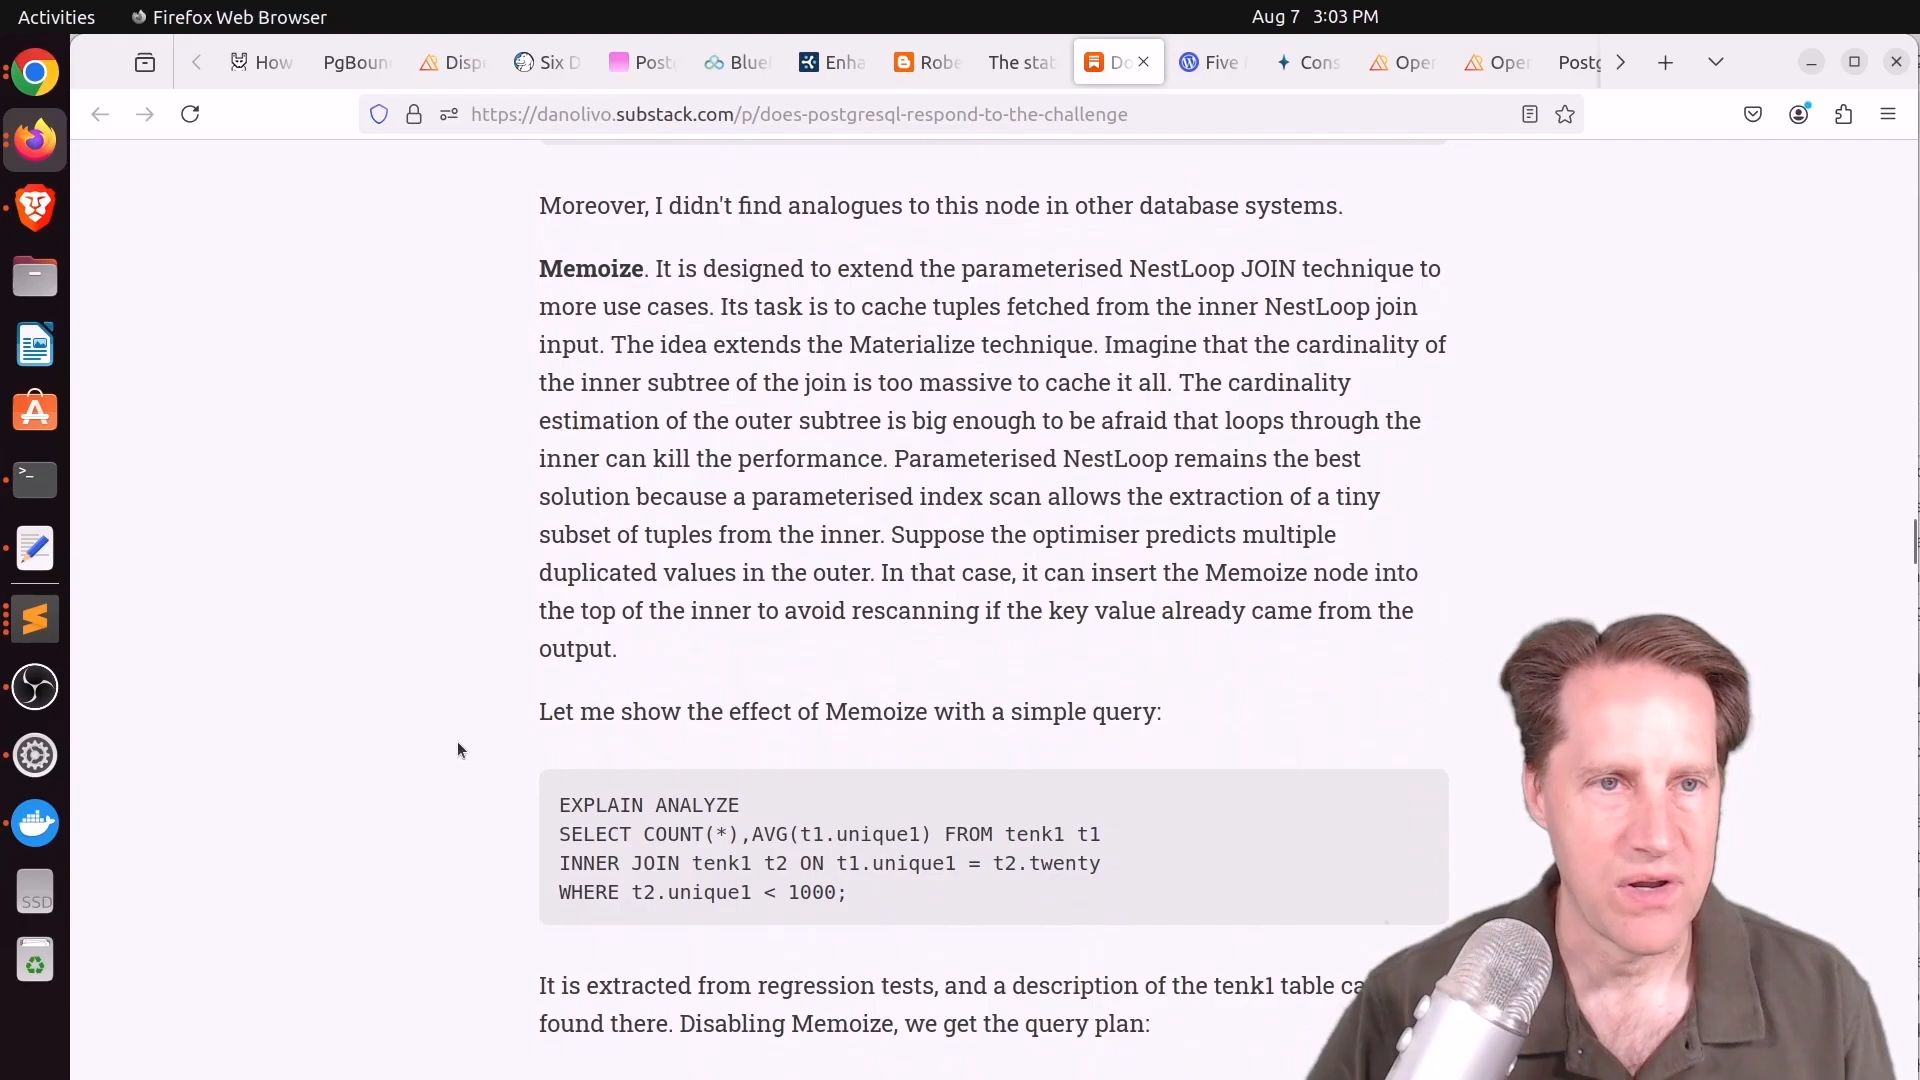 Activities
Firefox Web Browser
Aug 7 3:03 PM
How
PgBoun
Disp
Six D
Post
Blue
Enha
Robe
The stat
Do
Five
Cons
Oper
Oper
Postg
https://danolivo.substack.com/p/does-postgresql-respond-to-the-challenge
Moreover, I didn't find analogues to this node in other database systems.
Memoize. It is designed to extend the parameterised NestLoop JOIN technique to
more use cases. Its task is to cache tuples fetched from the inner NestLoop join
input. The idea extends the Materialize technique. Imagine that the cardinality of
the inner subtree of the join is too massive to cache it all. The cardinality
estimation of the outer subtree is big enough to be afraid that loops through the
inner can kill the performance. Parameterised NestLoop remains the best
solution because a parameterised index scan allows the extraction of a tiny
subset of tuples from the inner. Suppose the optimiser predicts multiple
duplicated values in the outer. In that case, it can insert the Memoize node into
the top of the inner to avoid rescanning if the key value already came from the
output.
Let me show the effect of Memoize with a simple query:
EXPLAIN ANALYZE
SELECT COUNT(*),AVG(t1.unique1) FROM tenk1 t1
INNER JOIN tenk1 t2 ON t1.unique1 = t2.twenty
WHERE t2.unique1 < 1000;
It is extracted from regression tests, and a description of the tenk1 table ca
found there. Disabling Memoize, we get the query plan:
SSD